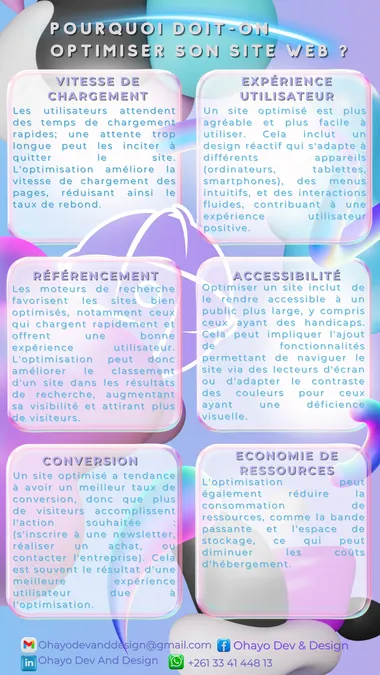 POURQUOI DOIT-ON
OPTIMISER SON SITE WEB ?
VITESSE DE
CHARGEMENT
Les utilisateurs attendent
des temps de chargement
rapides; une attente trop
longue peut les inciter à
quitter le site.
L'optimisation améliore la
vitesse de chargement des
pages, réduisant ainsi le
taux de rebond.
EXPÉRIENCE
UTILISATEUR
Un site optimisé est plus
agréable et plus facile à
utiliser. Cela inclut un
design réactif qui s'adapte à
différents appareils
(ordinateurs, tablettes,
smartphones), des menus
intuitifs, et des interactions
fluides, contribuant à une
expérience utilisateur
positive.
RÉFÉRENCEMENT
Les moteurs de recherche
favorisent les sites bien
optimisés, notamment ceux
qui chargent rapidement et
offrent une bonne
expérience utilisateur.
L'optimisation peut donc
améliorer le classement
d'un site dans les résultats
de recherche, augmentant
sa visibilité et attirant plus
de visiteurs.
ACCESSIBILITÉ
Optimiser un site inclut de
le rendre accessible à un
public plus large, y compris
ceux ayant des handicaps.
Cela peut impliquer l'ajout
de fonctionnalités
permettant de naviguer le
site via des lecteurs d'écran
ou d'adapter le contraste
des couleurs pour ceux
ayant une déficience
visuelle.
CONVERSION
Un site optimisé a tendance
à avoir un meilleur taux de
conversion, donc que plus
de visiteurs accomplissent
l'action souhaitée :
(s'inscrire à une newsletter,
réaliser un achat, ou
contacter l'entreprise). Cela
est souvent le résultat d'une
meilleure expérience
utilisateur due à
l'optimisation.
ECONOMIE DE
RESSOURCES
L'optimisation peut
également réduire la
consommation de
ressources, comme la bande
passante et l'espace de
stockage, ce qui peut
diminuer les coûts
d'hébergement.
Ohayodevanddesign@gmail.com Ohayo Dev & Design
Ohayo Dev And Design +261 33 41 448 13